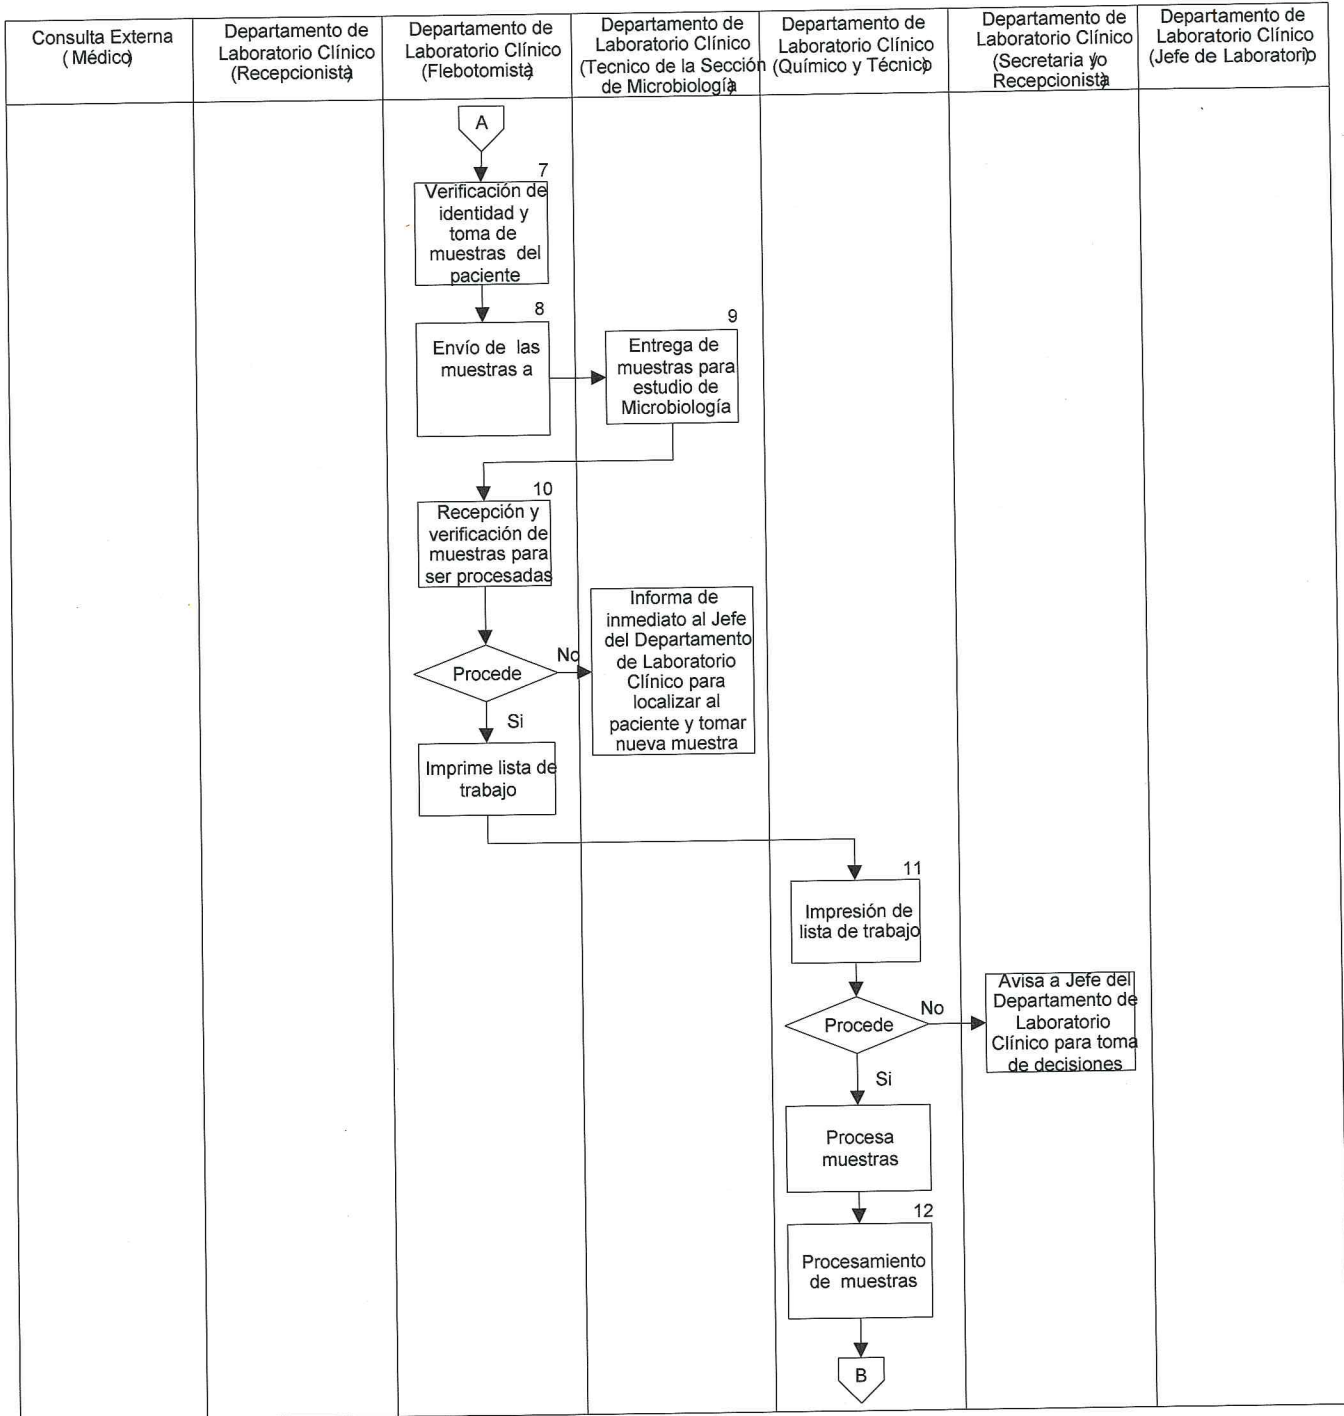 Consulta Externa
(Médico)
Departamento de
Laboratorio Clínico
(Recepcionista)
Departamento de
Laboratorio Clínico
(Flebotomista)
Departamento de
Laboratorio Clínico
(Tecnico de la Sección
de Microbiología)
Departamento de
Laboratorio Clínico
(Químico y Técnico)
Departamento de
Laboratorio Clínico
(Secretaria y/o
Recepcionista)
Departamento de
Laboratorio Clínico
(Jefe de Laboratorio)
A
7
Verificación de
identidad y
toma de
muestras del
paciente
8
Envío de las
muestras a
9
Entrega de
muestras para
estudio de
Microbiología
10
Recepción y
verificación de
muestras para
ser procesadas
Procede
No
Informa de
inmediato al Jefe
del Departamento
de Laboratorio
Clínico para
localizar al
paciente y tomar
nueva muestra
Si
Imprime lista de
trabajo
11
Impresión de
lista de trabajo
Procede
No
Avisa a Jefe del
Departamento de
Laboratorio
Clínico para toma
de decisiones
Si
Procesa
muestras
12
Procesamiento
de muestras
B